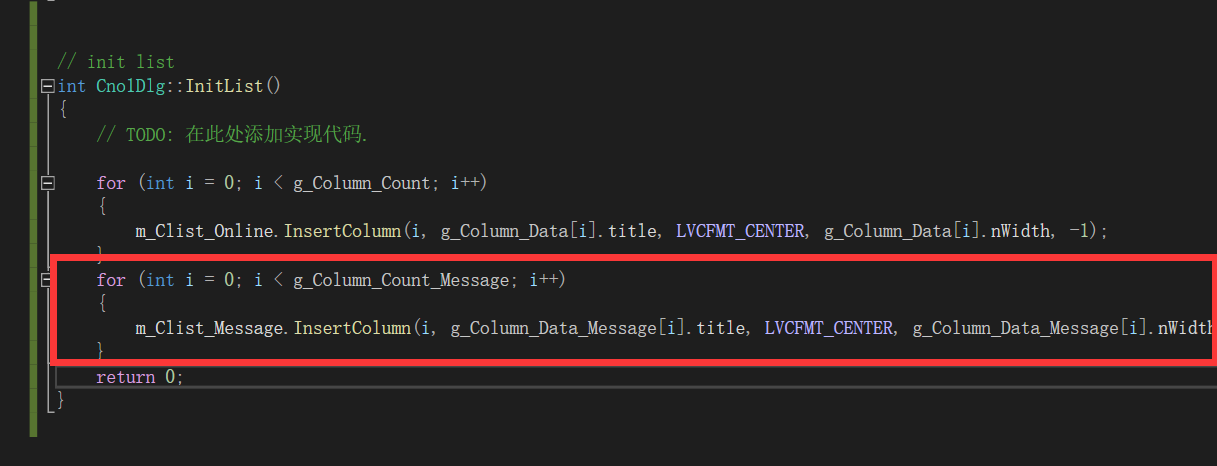 // init list
int CnolDlg::InitList()
{
// TODO: 在此处添加实现代码.
for (int i = 0; i < g_Column_Count; i++)
{
m_Clist_Online.InsertColumn(i, g_Column_Data[i].title, LVCFMT_CENTER, g_Column_Data[i].nWidth, -1);
}
for (int i = 0; i < g_Column_Count_Message; i++)
{
m_Clist_Message.InsertColumn(i, g_Column_Data_Message[i].title, LVCFMT_CENTER, g_Column_Data_Message[i].nWidth
}
return 0;
}